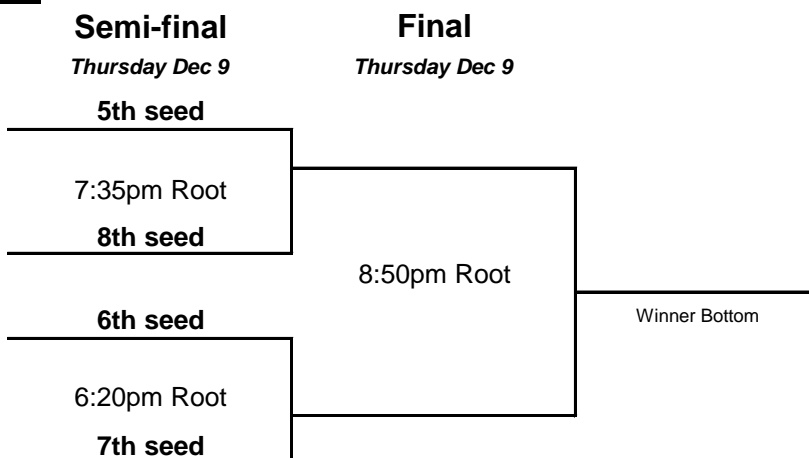 Semi-final Final
Thursday Dec 9 Thursday Dec 9
5th seed
7:35pm Root
8th seed
8:50pm Root
6th seed
Winner Bottom
6:20pm Root
7th seed